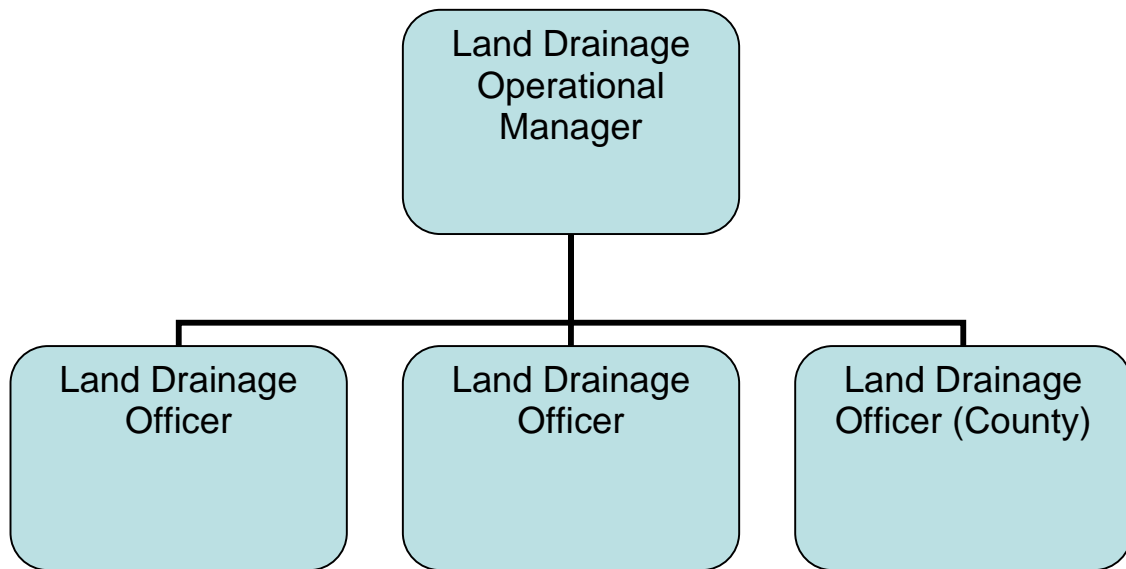 Land Drainage
Operational
Manager
Land Drainage
Officer
Land Drainage
Officer
Land Drainage
Officer (County)